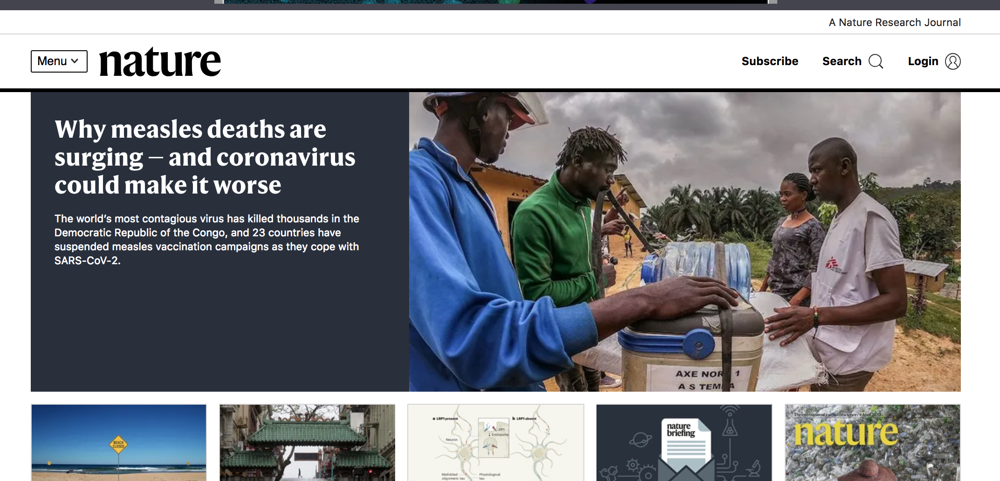 A Nature Research Journal
Menu
nature
Subscribe
Search
Login
Why measles deaths are
surging — and coronavirus
could make it worse
The world's most contagious virus has killed thousands in the
Democratic Republic of the Congo, and 23 countries have
suspended measles vaccination campaigns as they cope with
SARS-CoV-2.
AXE NOR 1
A S TEM A
BEACH
CLOSED
a LRP1 present
b LRP1 absent
LRP1
Endosome
Neuron
Misfolded
oligomeric tau
Physiological
tau
nature
briefing
The international journal of science / 9 April 2020
nature